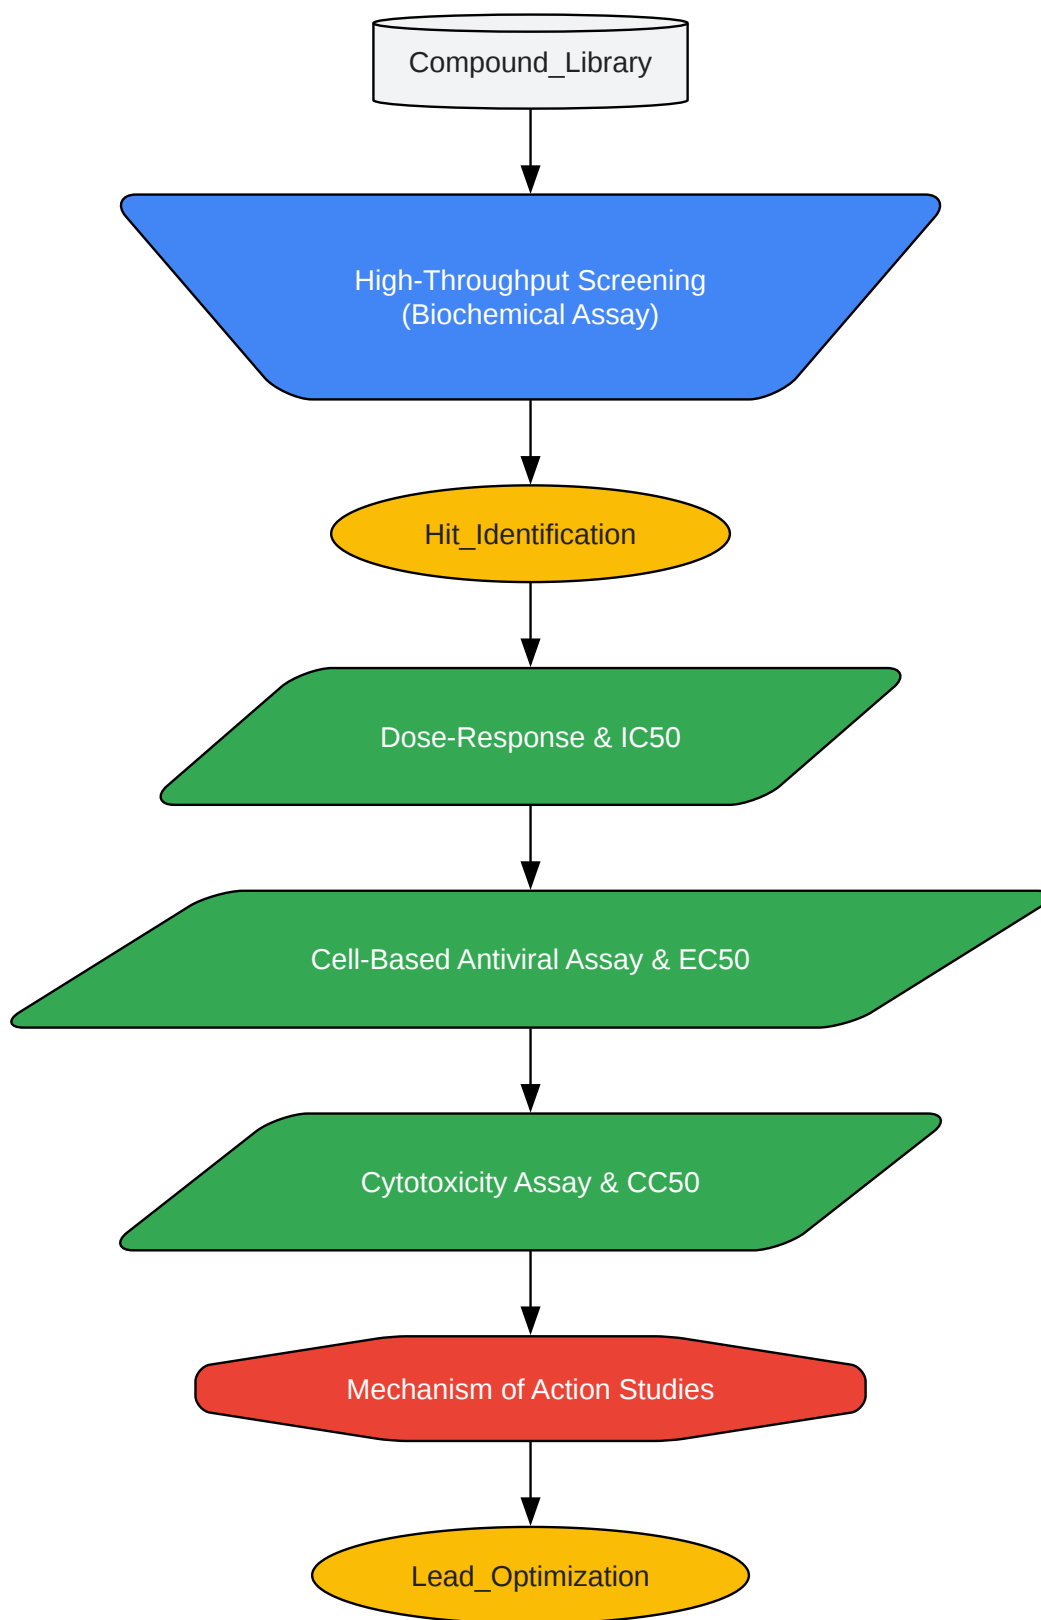 Compound_Library
High-Throughput Screening
(Biochemical Assay)
Hit_Identification
Dose-Response & IC50
Cell-Based Antiviral Assay & EC50
Cytotoxicity Assay & CC50
Mechanism of Action Studies
Lead_Optimization